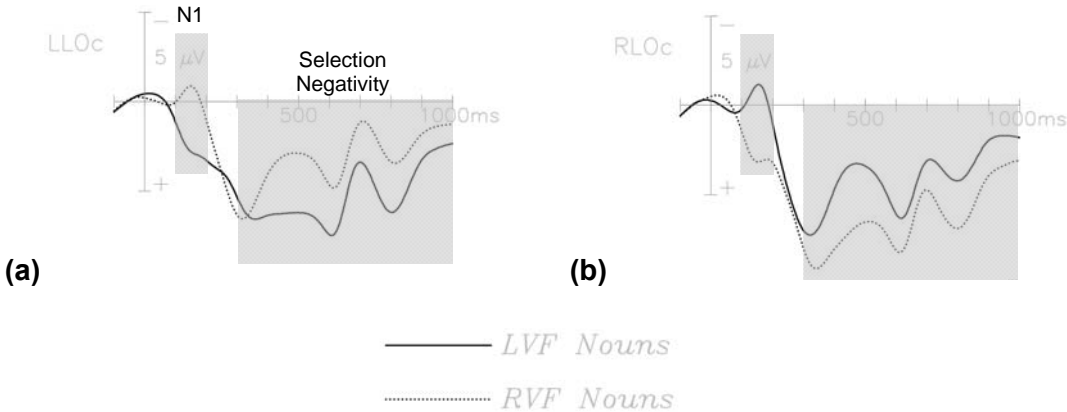 N1
LLOc
−
5 µV
Selection
Negativity
500
1000ms
+
(a)
RLOc
−
5 µV
500
1000ms
+
(b)
LVF Nouns
RVF Nouns